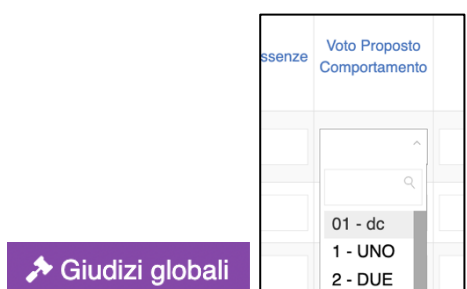 ssenze
Voto Proposto
Comportamento
01 - dc
1 - UNO
2 - DUE
Giudizi globali